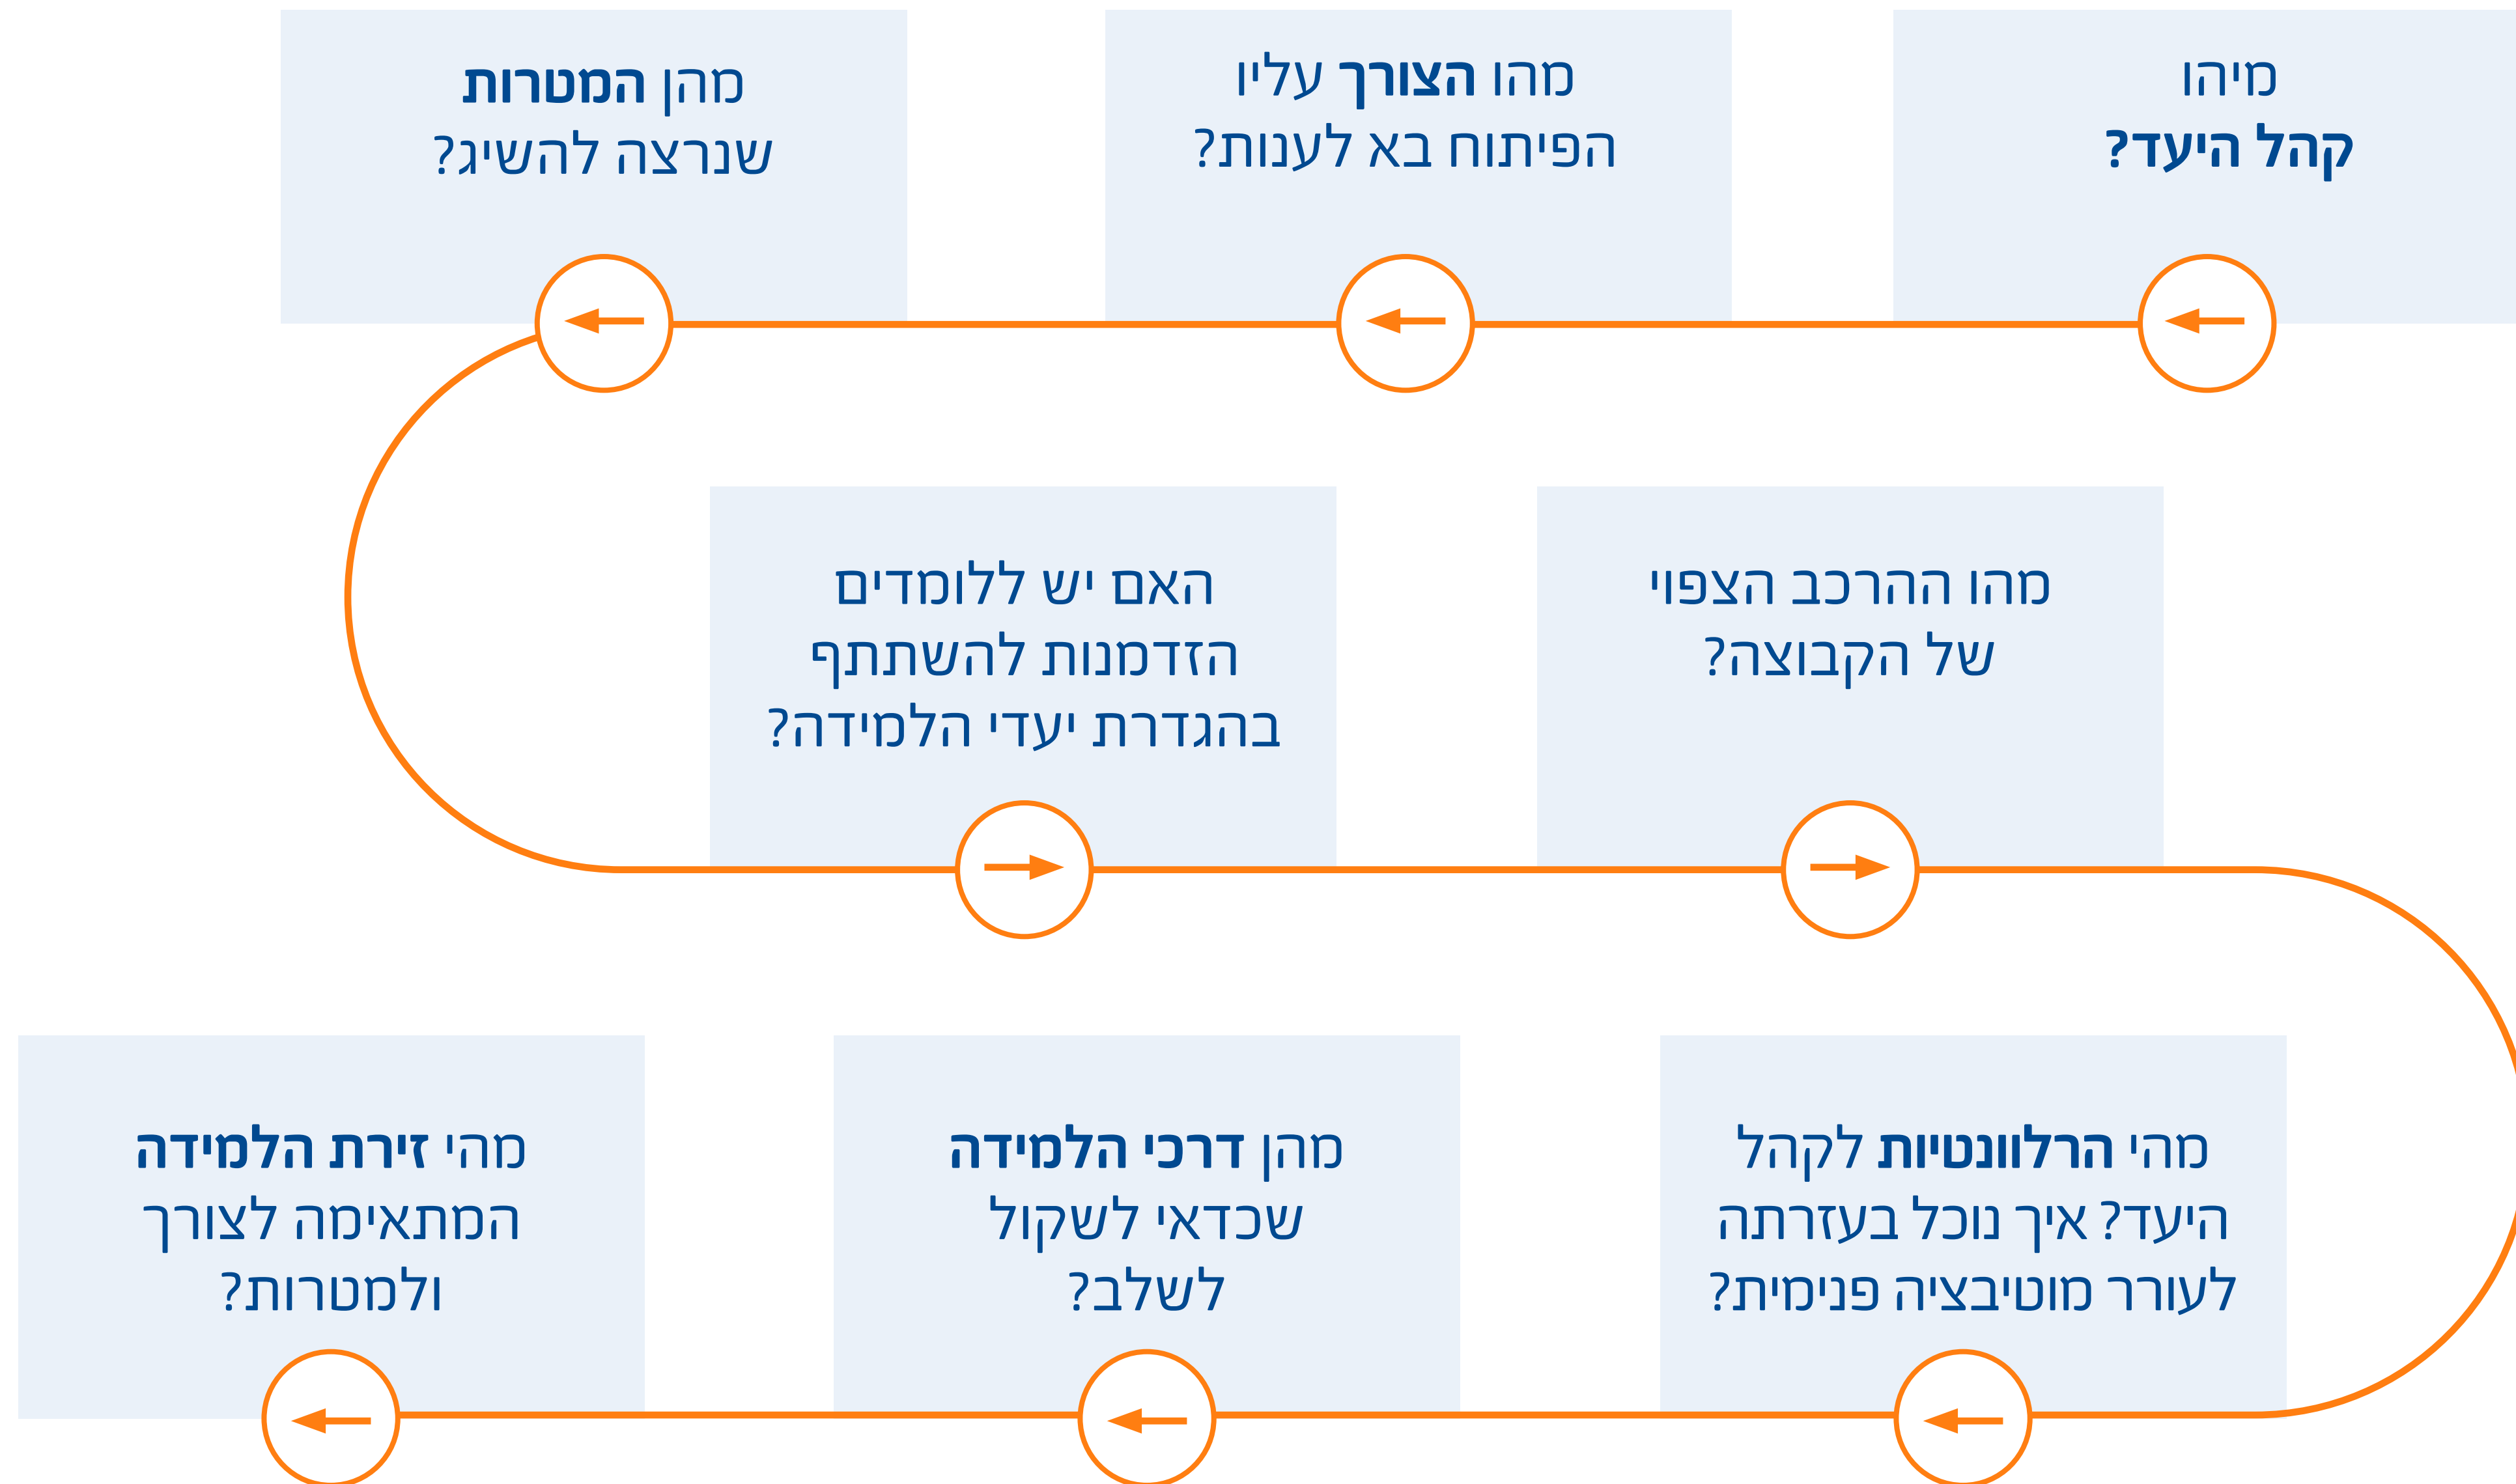 מיהו
קהל היעד?
מהו הצורך עליו
הפיתוח בא לענות?
מהן המטרות
שנרצה להשיג?
האם יש ללומדים
הזדמנות להשתתף
בהגדרת יעדי הלמידה?
מהו ההרכב הצפוי
של הקבוצה?
מהי הרלוונטיות לקהל
היעד? איך נוכל בעזרתה
לעורר מוטיבציה פנימית?
מהן דרכי הלמידה
שכדאי לשקול
לשלב?
מהי זירת הלמידה
המתאימה לצורך
ולמטרות?